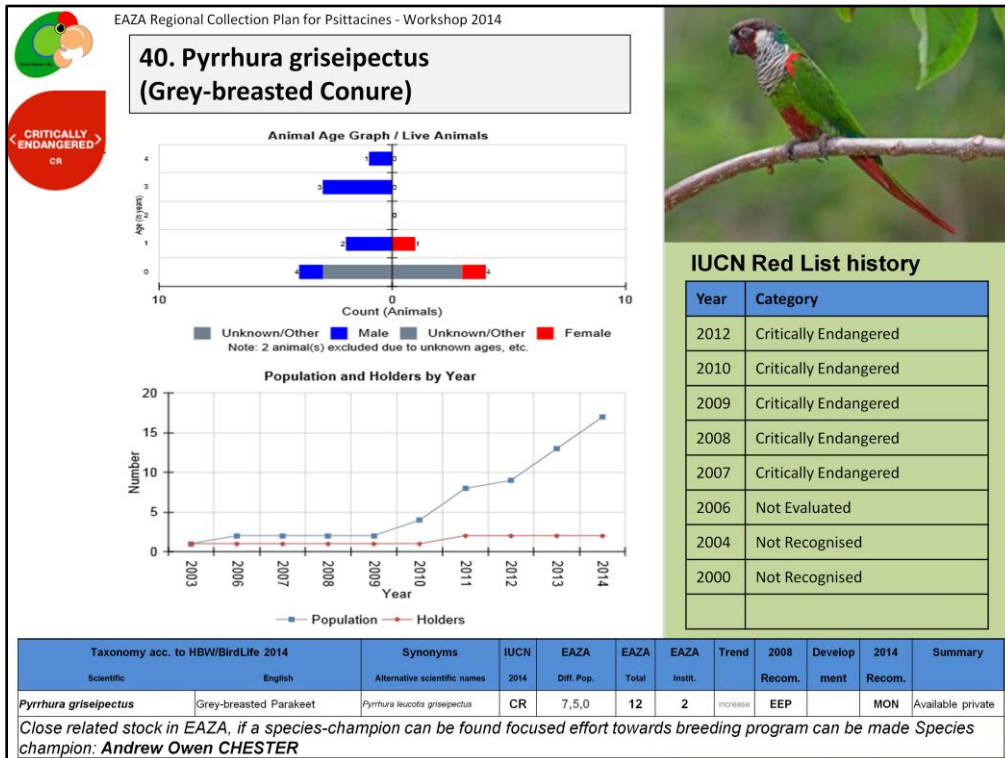 EAZA Regional Collection Plan for Psittacines - Workshop 2014
40. Pyrrhura griseipectus
(Grey-breasted Conure)
CRITICALLY
ENDANGERED
CR
Animal Age Graph / Live Animals
Age (in years)
4 1 0
3 3 0
2 0
1 2 1
0 4 4
10 0 10
Count (Animals)
Unknown/Other Male Unknown/Other Female
Note: 2 animal(s) excluded due to unknown ages, etc.
Population and Holders by Year
Number
20
15
10
5
0
2003 2006 2007 2008 2009 2010 2011 2012 2013 2014
Year
Population Holders
IUCN Red List history
Year Category
2012 Critically Endangered
2010 Critically Endangered
2009 Critically Endangered
2008 Critically Endangered
2007 Critically Endangered
2006 Not Evaluated
2004 Not Recognised
2000 Not Recognised
Taxonomy acc. to HBW/BirdLife 2014 Synonyms IUCN EAZA EAZA EAZA Trend 2008 Develop 2014 Summary
Scientific English Alternative scientific names 2014 Diff. Pop. Total Instit. Recom. ment Recom.
Pyrrhura griseipectus Grey-breasted Parakeet Pyrrhura leucotis griseipectus CR 7,5,0 12 2 increase EEP MON Available private
Close related stock in EAZA, if a species-champion can be found focused effort towards breeding program can be made Species
champion: Andrew Owen CHESTER